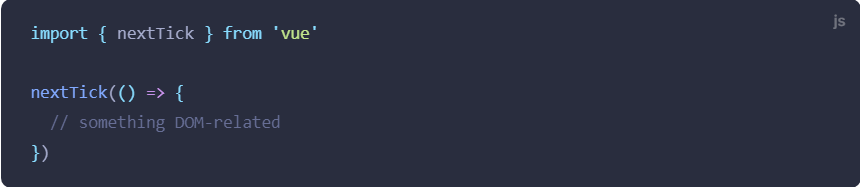 js
import { nextTick } from 'vue'
nextTick(() => {
  // something DOM-related
})